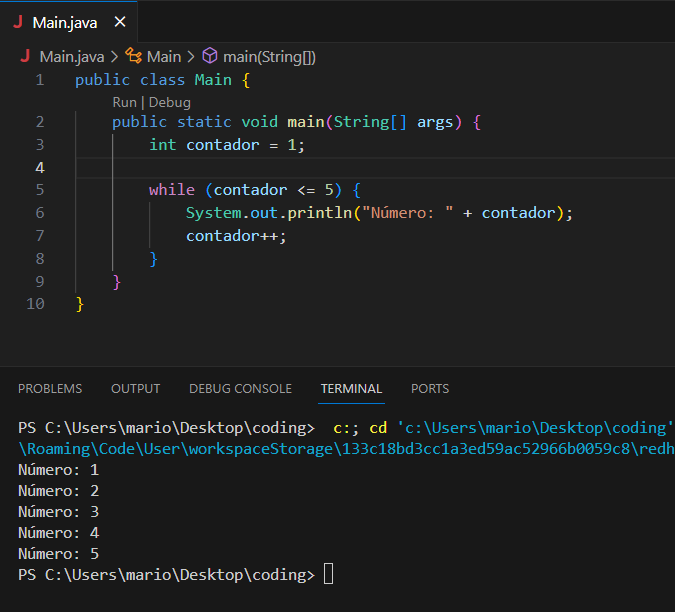 J Main.java ×
J Main.java > Main > main(String[])
1 public class Main {
Run | Debug
2 public static void main(String[] args) {
3 int contador = 1;
4
5 while (contador <= 5) {
6 System.out.println("Número: " + contador);
7 contador++;
8 }
9 }
10 }
PROBLEMS OUTPUT DEBUG CONSOLE TERMINAL PORTS
PS C:\Users\mario\Desktop\coding> c:; cd 'c:\Users\mario\Desktop\coding'
\Roaming\Code\User\workspaceStorage\133c18bd3cc1a3ed59ac52966b0059c8\redh
Número: 1
Número: 2
Número: 3
Número: 4
Número: 5
PS C:\Users\mario\Desktop\coding>